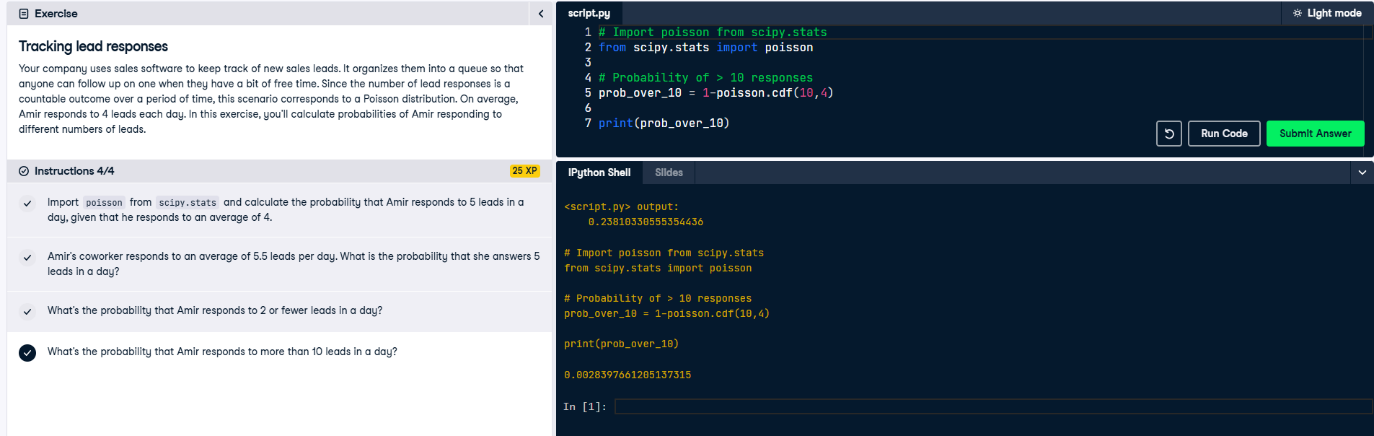 Exercise
Tracking lead responses
Your company uses sales software to keep track of new sales leads. It organizes them into a queue so that
anyone can follow up on one when they have a bit of free time. Since the number of lead responses is a
countable outcome over a period of time, this scenario corresponds to a Poisson distribution. On average,
Amir responds to 4 leads each day. In this exercise, you'll calculate probabilities of Amir responding to
different numbers of leads.
Instructions 4/4
25 XP
Import poisson from scipy.stats and calculate the probability that Amir responds to 5 leads in a
day, given that he responds to an average of 4.
Amir's coworker responds to an average of 5.5 leads per day. What is the probability that she answers 5
leads in a day?
What's the probability that Amir responds to 2 or fewer leads in a day?
What's the probability that Amir responds to more than 10 leads in a day?
script.py
Light mode
1 # Import poisson from scipy.stats
2 from scipy.stats import poisson
3
4 # Probability of > 10 responses
5 prob_over_10 = 1-poisson.cdf(10,4)
6
7 print(prob_over_10)
Run Code
Submit Answer
IPython Shell
Slides
<script.py> output:
0.23810330555354436
# Import poisson from scipy.stats
from scipy.stats import poisson
# Probability of > 10 responses
prob_over_10 = 1-poisson.cdf(10,4)
print(prob_over_10)
0.0028397661205137315
In [1]: